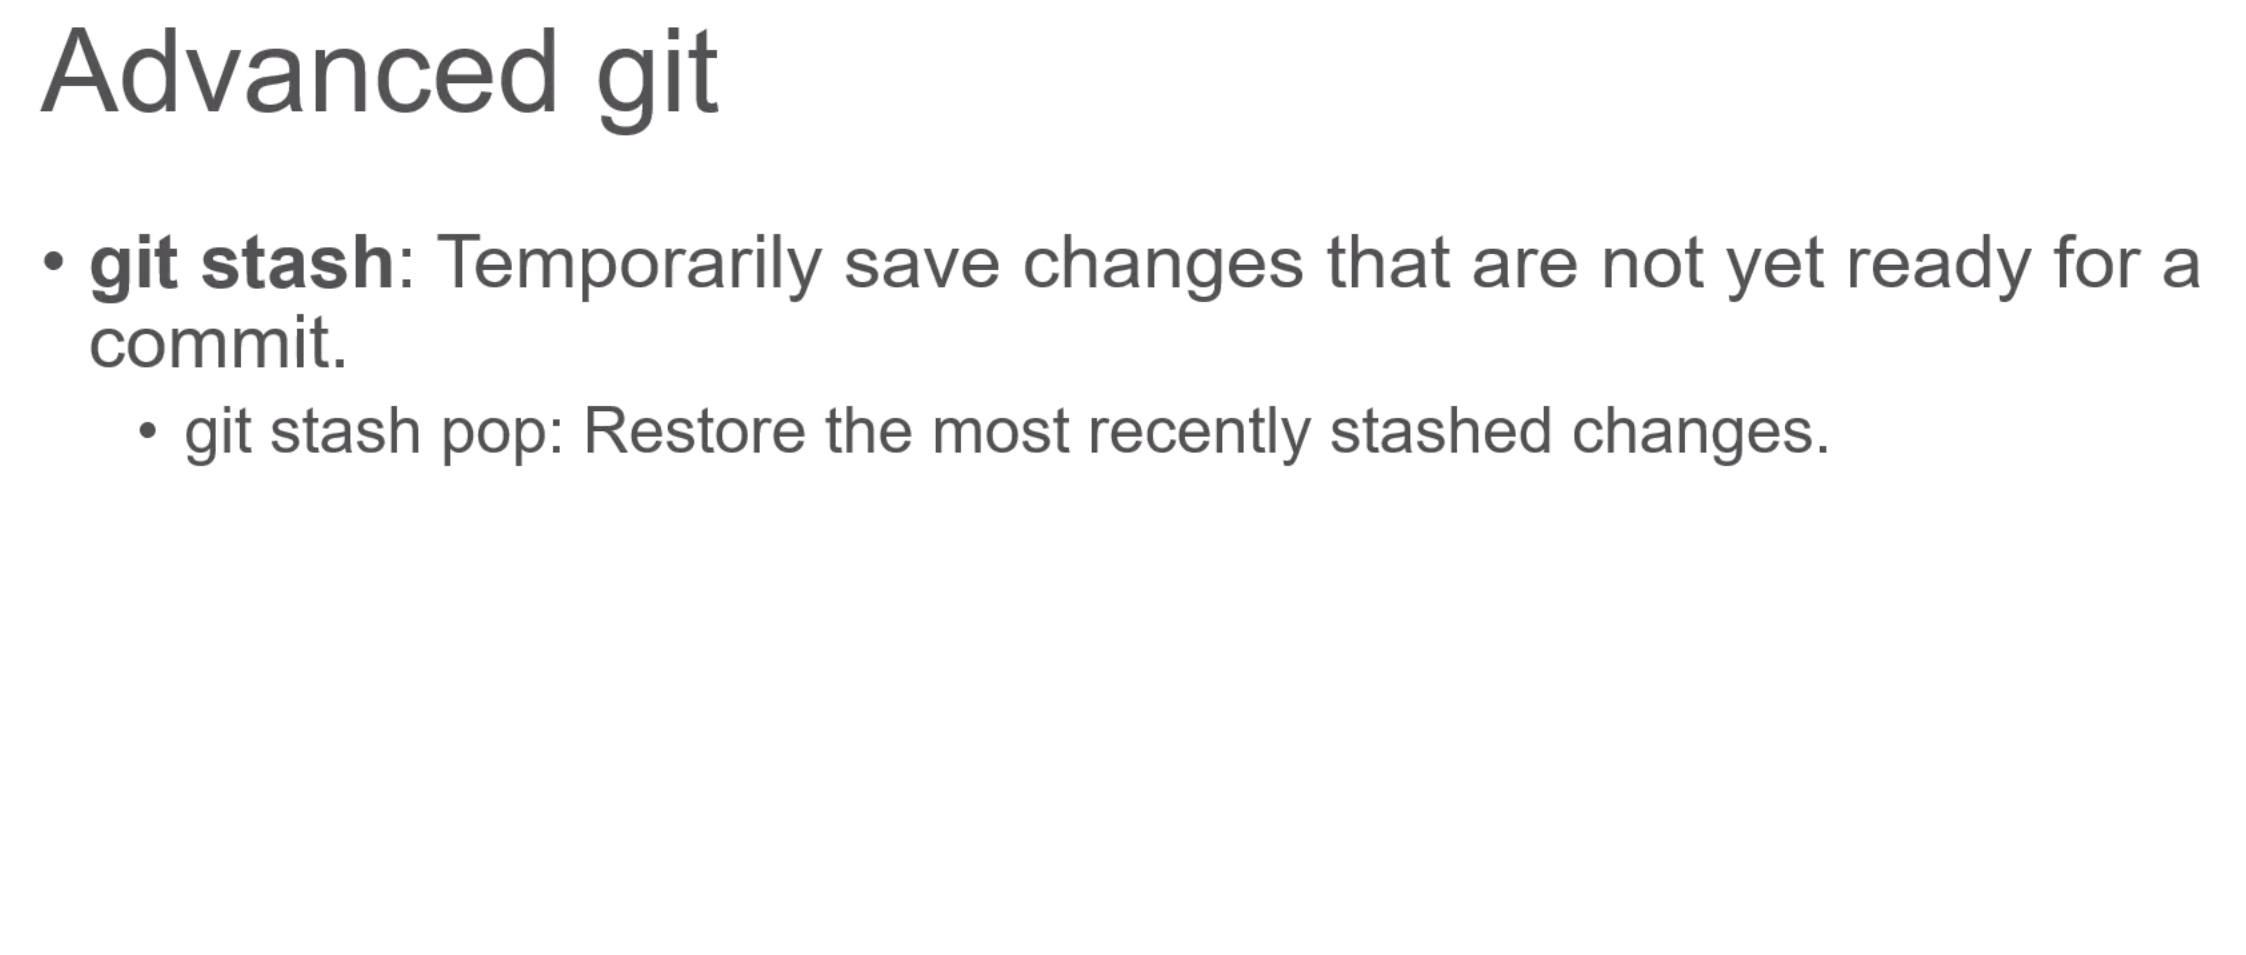 Advanced git
• git stash: Temporarily save changes that are not yet ready for a
commit.
• git stash pop: Restore the most recently stashed changes.